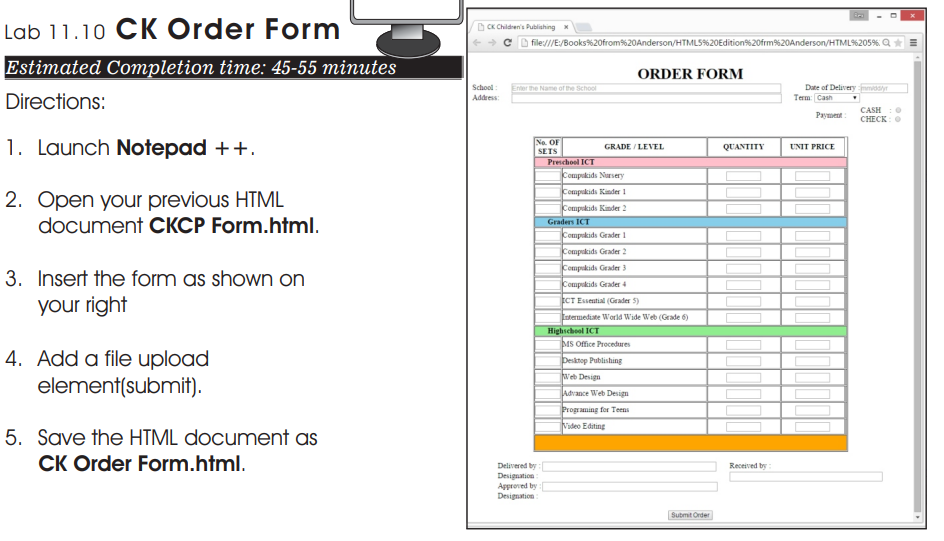 Lab 11.10 CK Order Form
Estimated Completion time: 45-55 minutes
Directions:
1. Launch Notepad ++.
2. Open your previous HTML
document CKCP Form.html.
3. Insert the form as shown on
your right
4. Add a file upload
element(submit).
5. Save the HTML document as
CK Order Form.html.
CK Children's Publishing
file:///E:/Books%20from%20Anderson/HTML5%20Edition%20frm%20Anderson/HTML%205%
ORDER FORM
School : Enter the Name of the School Date of Delivery : mm/dd/yr
Address: Term: Cash
Payment : CASH :
CHECK :
No. OF
SETS GRADE / LEVEL QUANTITY UNIT PRICE
Preschool ICT
Compukids Nursery
Compukids Kinder 1
Compukids Kinder 2
Graders ICT
Compukids Grader 1
Compukids Grader 2
Compukids Grader 3
Compukids Grader 4
ICT Essential (Grader 5)
Intermediate World Wide Web (Grade 6)
Highschool ICT
MS Office Procedures
Desktop Publishing
Web Design
Advance Web Design
Programing for Teens
Video Editing
Delivered by : Received by :
Designation :
Approved by :
Designation :
Submit Order